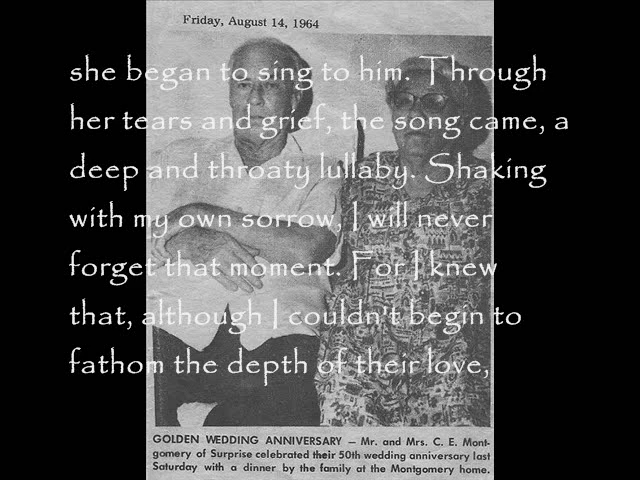 Friday, August 14, 1964
she began to sing to him. Through
her tears and grief, the song came, a
deep and throaty lullaby. Shaking
with my own sorrow, I will never
forget that moment. For I knew
that, although I couldn't begin to
fathom the depth of their love,
GOLDEN WEDDING ANNIVERSARY — Mr. and Mrs. C. E. Mont-
gomery of Surprise celebrated their 50th wedding anniversary last
Saturday with a dinner by the family at the Montgomery home.